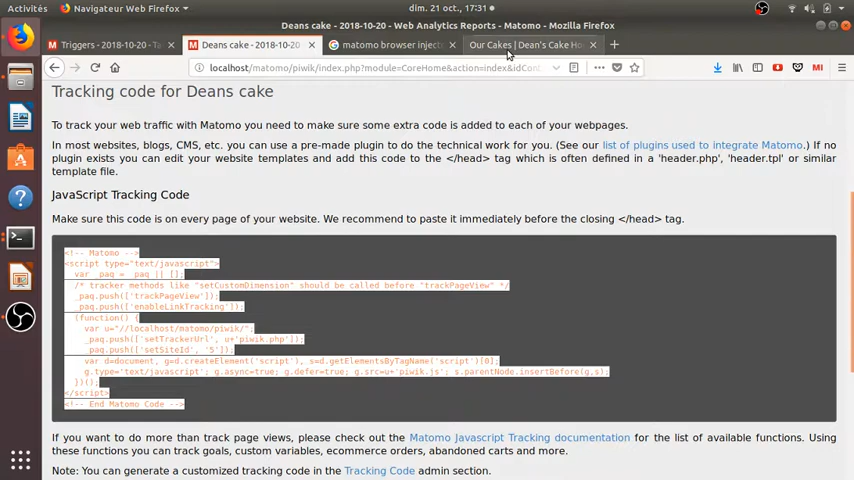 Activités Navigateur Web Firefox dim. 21 oct., 17:31
Deans cake - 2018-10-20 - Web Analytics Reports - Matomo - Mozilla Firefox
Triggers - 2018-10-20 - Ta Deans cake - 2018-10-20 matomo browser inject Our Cakes | Dean's Cake Ho
localhost/matomo/piwik/index.php?module=CoreHome&action=index&idCont
Tracking code for Deans cake
To track your web traffic with Matomo you need to make sure some extra code is added to each of your webpages.
In most websites, blogs, CMS, etc. you can use a pre-made plugin to do the technical work for you. (See our list of plugins used to integrate Matomo.) If no
plugin exists you can edit your website templates and add this code to the </head> tag which is often defined in a 'header.php', 'header.tpl' or similar
template file.
JavaScript Tracking Code
Make sure this code is on every page of your website. We recommend to paste it immediately before the closing </head> tag.
<!-- Matomo -->
<script type="text/javascript">
var _paq = _paq || [];
/* tracker methods like "setCustomDimension" should be called before "trackPageView" */
_paq.push(['trackPageView']);
_paq.push(['enableLinkTracking']);
(function() {
var u="//localhost/matomo/piwik/";
_paq.push(['setTrackerUrl', u+'piwik.php']);
_paq.push(['setSiteId', '5']);
var d=document, g=d.createElement('script'), s=d.getElementsByTagName('script')[0];
g.type='text/javascript'; g.async=true; g.defer=true; g.src=u+'piwik.js'; s.parentNode.insertBefore(g,s);
})();
</script>
<!-- End Matomo Code -->
If you want to do more than track page views, please check out the Matomo Javascript Tracking documentation for the list of available functions. Using
these functions you can track goals, custom variables, ecommerce orders, abandoned carts and more.
Note: You can generate a customized tracking code in the Tracking Code admin section.